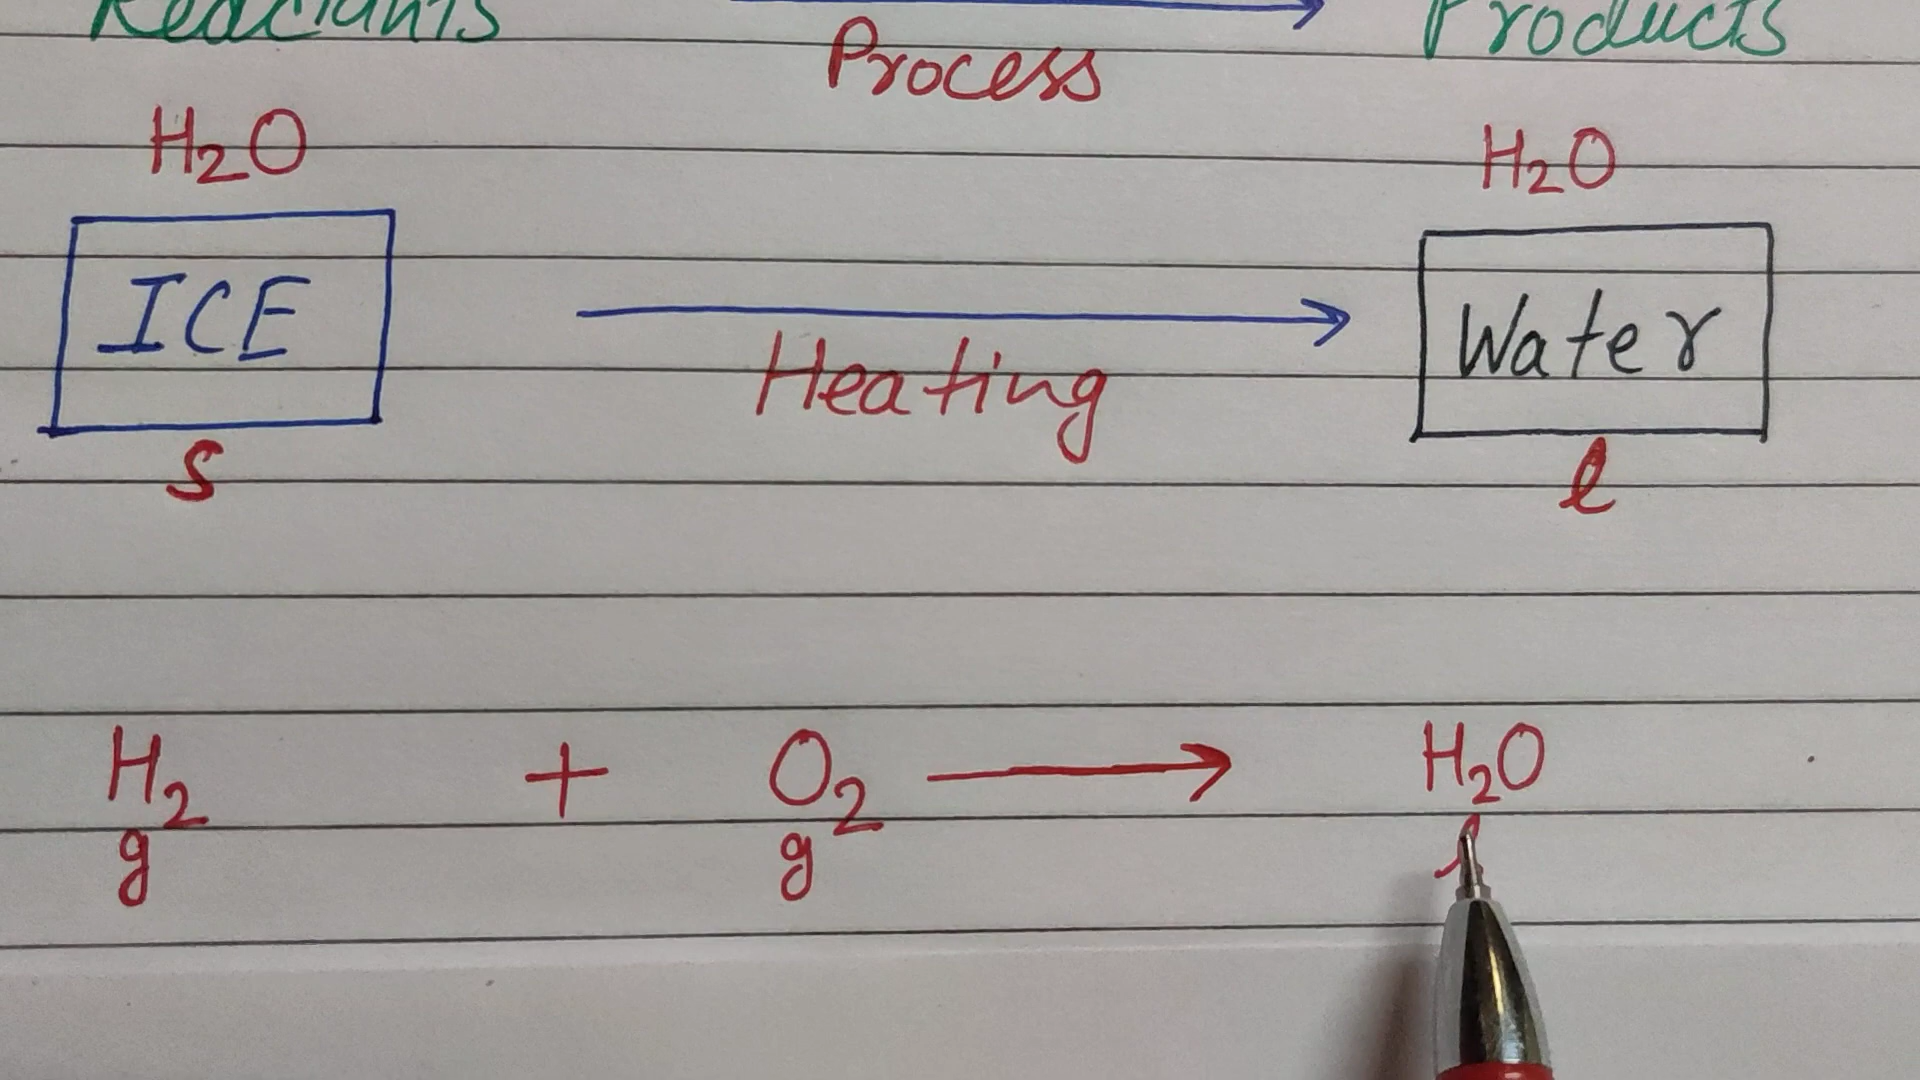 Reactants Products
Process
H₂O H₂O
ICE Water
Heating
s l
H₂ + O₂ → H₂O
g g l